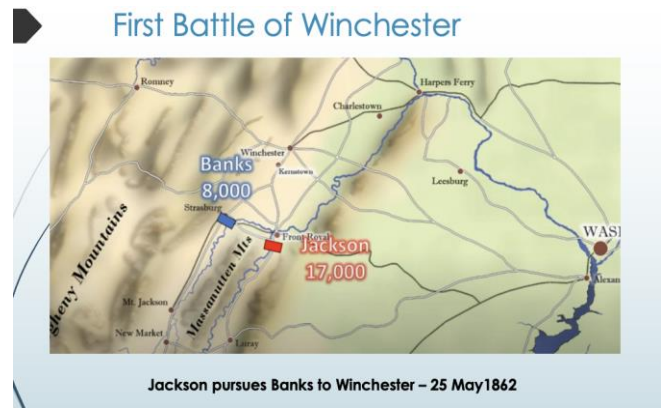 First Battle of Winchester
Romney
Harpers Ferry
Charlestown
Winchester
Banks
8,000
Kernstown
Leesburg
Strasburg
Front Royal
Jackson
17,000
WASI
Alexan
gheny Mountains
Massanutten Mts
Mt. Jackson
New Market
Luray
Jackson pursues Banks to Winchester – 25 May1862